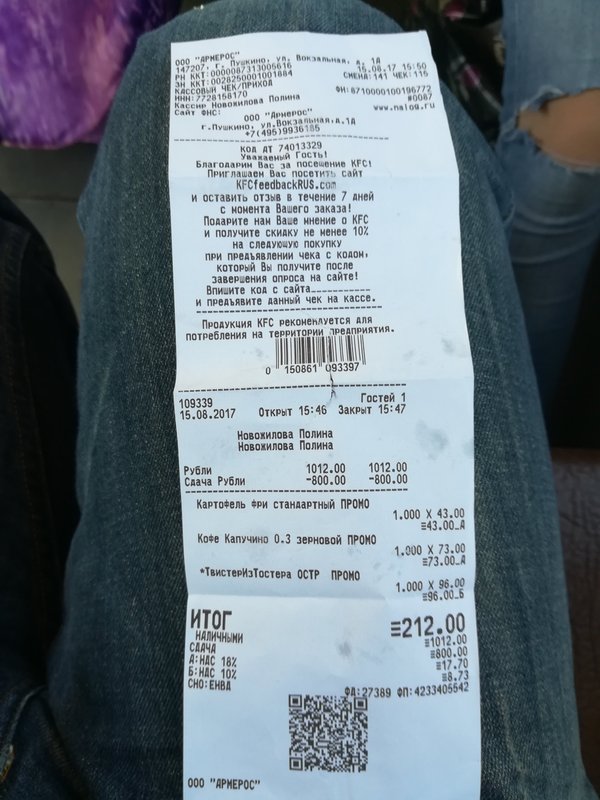 ООО "АРМЕРОС"
147207, г. Пушкино, ул. Вокзальная, д. 1А
РН ККТ:0000873313005616 15.08.17 15:50
ЗН ККТ:0028250001001884 СМЕНА:141 ЧЕК:115
КАССОВЫЙ ЧЕК/ПРИХОД
ИНН:7728158170 ФН:8710000100196772
Кассир Новожилова Полина #0087
Сайт ФНС: www.nalog.ru
ООО "Армерос"
г.Пушкино, ул.Вокзальная,д.1А
+7(495)9936185
КОД АТ 74013329
Уважаемый Гость!
Благодарим Вас за посещение KFC!
Приглашаем Вас посетить сайт
KFCfeedbackRUS.com
и оставить отзыв в течение 7 дней
с момента Вашего заказа!
Подарите нам Ваше мнение о KFC
и получите скидку не менее 10%
на следующую покупку
при предъявлении чека с кодом,
который Вы получите после
завершения опроса на сайте!
Впишите код с сайта
и предъявите данный чек на кассе.
Продукция KFC рекомендуется для
потребления на территории предприятия.
0 150861 093397
109339 Гостей 1
15.08.2017 Открыт 15:46 Закрыт 15:47
Новожилова Полина
Новожилова Полина
Рубли 1012.00 1012.00
Сдача Рубли -800.00 -800.00
Картофель фри стандартный ПРОМО
1.000 X 43.00
≡43.00_А
Кофе Капучино 0.3 зерновой ПРОМО
1.000 X 73.00
≡73.00_А
*ТвистерИзТостера ОСТР ПРОМО
1.000 X 96.00
≡96.00_Б
ИТОГ ≡212.00
НАЛИЧНЫМИ ≡1012.00
СДАЧА ≡800.00
А:НДС 18% ≡17.70
Б:НДС 10% ≡8.73
СНО:ЕНВД ФД:27389 ФП:4233405542
ООО "АРМЕРОС"